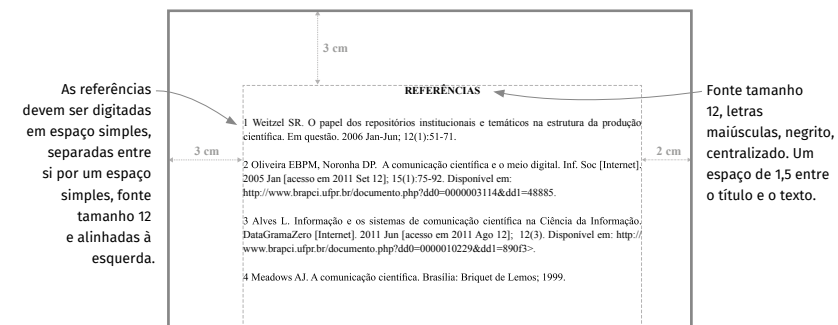 3 cm
REFERÊNCIAS
As referências
devem ser digitadas
em espaço simples,
separadas entre
si por um espaço
simples, fonte
tamanho 12
e alinhadas à
esquerda.
Fonte tamanho
12, letras
maiúsculas, negrito,
centralizado. Um
espaço de 1,5 entre
o título e o texto.
3 cm
2 cm
1 Weitzel SR. O papel dos repositórios institucionais e temáticos na estrutura da produção
científica. Em questão. 2006 Jan-Jun; 12(1):51-71.
2 Oliveira EBPM, Noronha DP. A comunicação científica e o meio digital. Inf. Soc [Internet].
2005 Jan [acesso em 2011 Set 12]; 15(1):75-92. Disponível em:
http://www.brapci.ufpr.br/documento.php?dd0=0000003114&dd1=48885.
3 Alves L. Informação e os sistemas de comunicação científica na Ciência da Informação.
DataGramaZero [Internet]. 2011 Jun [acesso em 2011 Ago 12]; 12(3). Disponível em: http://
www.brapci.ufpr.br/documento.php?dd0=0000010229&dd1=890f3>.
4 Meadows AJ. A comunicação científica. Brasília: Briquet de Lemos; 1999.